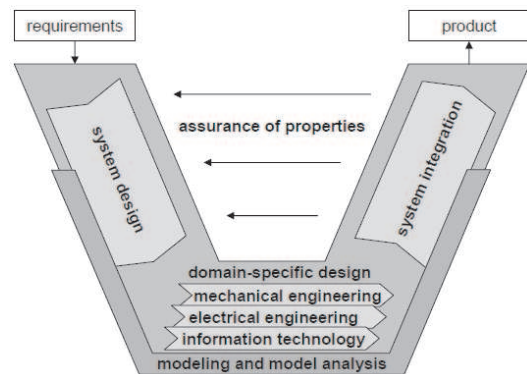 requirements
product
assurance of properties
system design
system integration
domain-specific design
mechanical engineering
electrical engineering
information technology
modeling and model analysis